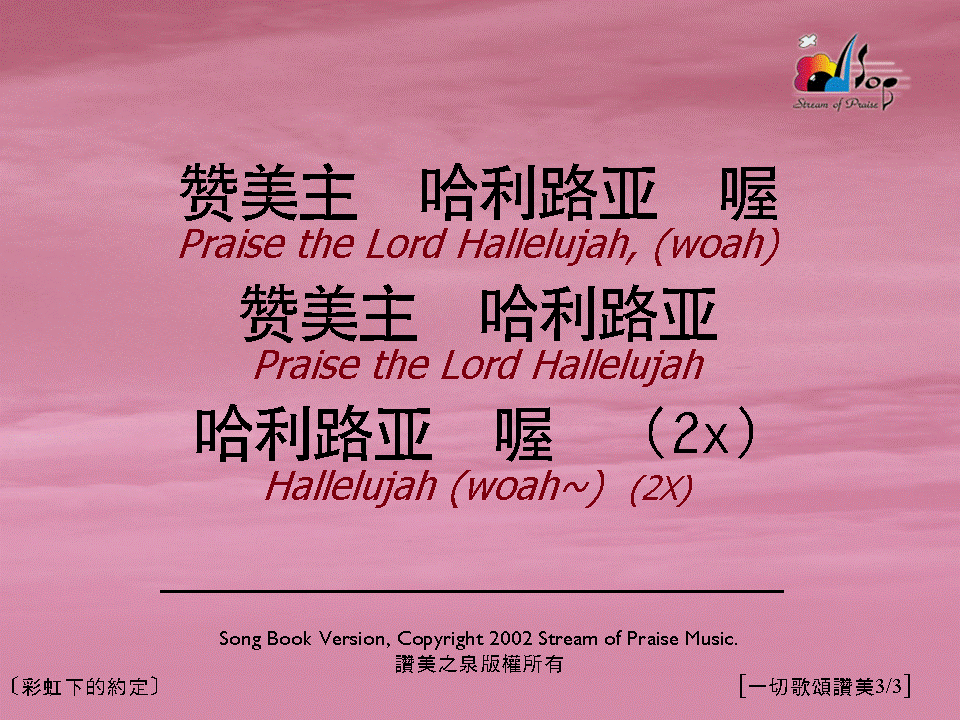 SOP
Stream of Praise
赞美主 哈利路亚 喔
Praise the Lord Hallelujah, (woah)
赞美主 哈利路亚
Praise the Lord Hallelujah
哈利路亚 喔 （2x）
Hallelujah (woah~) (2X)
Song Book Version, Copyright 2002 Stream of Praise Music.
讚美之泉版權所有
〔彩虹下的約定〕
[一切歌頌讚美3/3]